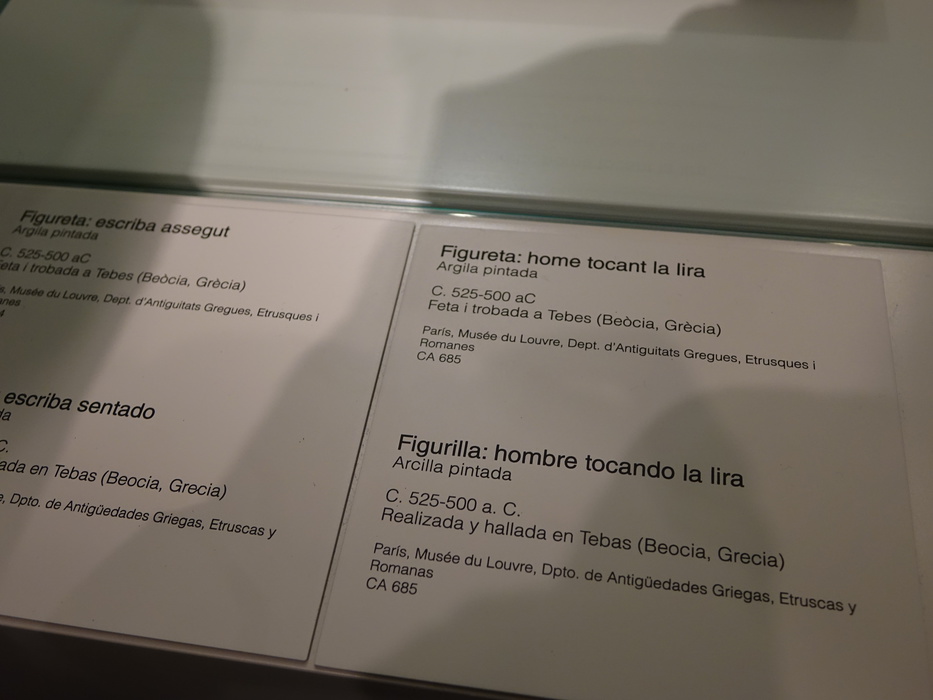 Figureta: escriba assegut
Argila pintada
C. 525-500 aC
Feta i trobada a Tebes (Beòcia, Grècia)
Musée du Louvre, Dept. d'Antiguitats Gregues, Etrusques i
escriba sentado
en Tebas (Beocia, Grecia)
Dpto. de Antigüedades Griegas, Etruscas y
Figureta: home tocant la lira
Argila pintada
C. 525-500 aC
Feta i trobada a Tebes (Beòcia, Grècia)
París, Musée du Louvre, Dept. d'Antiguitats Gregues, Etrusques i
Romanes
CA 685
Figurilla: hombre tocando la lira
Arcilla pintada
C. 525-500 a. C.
Realizada y hallada en Tebas (Beocia, Grecia)
París, Musée du Louvre, Dpto. de Antigüedades Griegas, Etruscas y
Romanas
CA 685